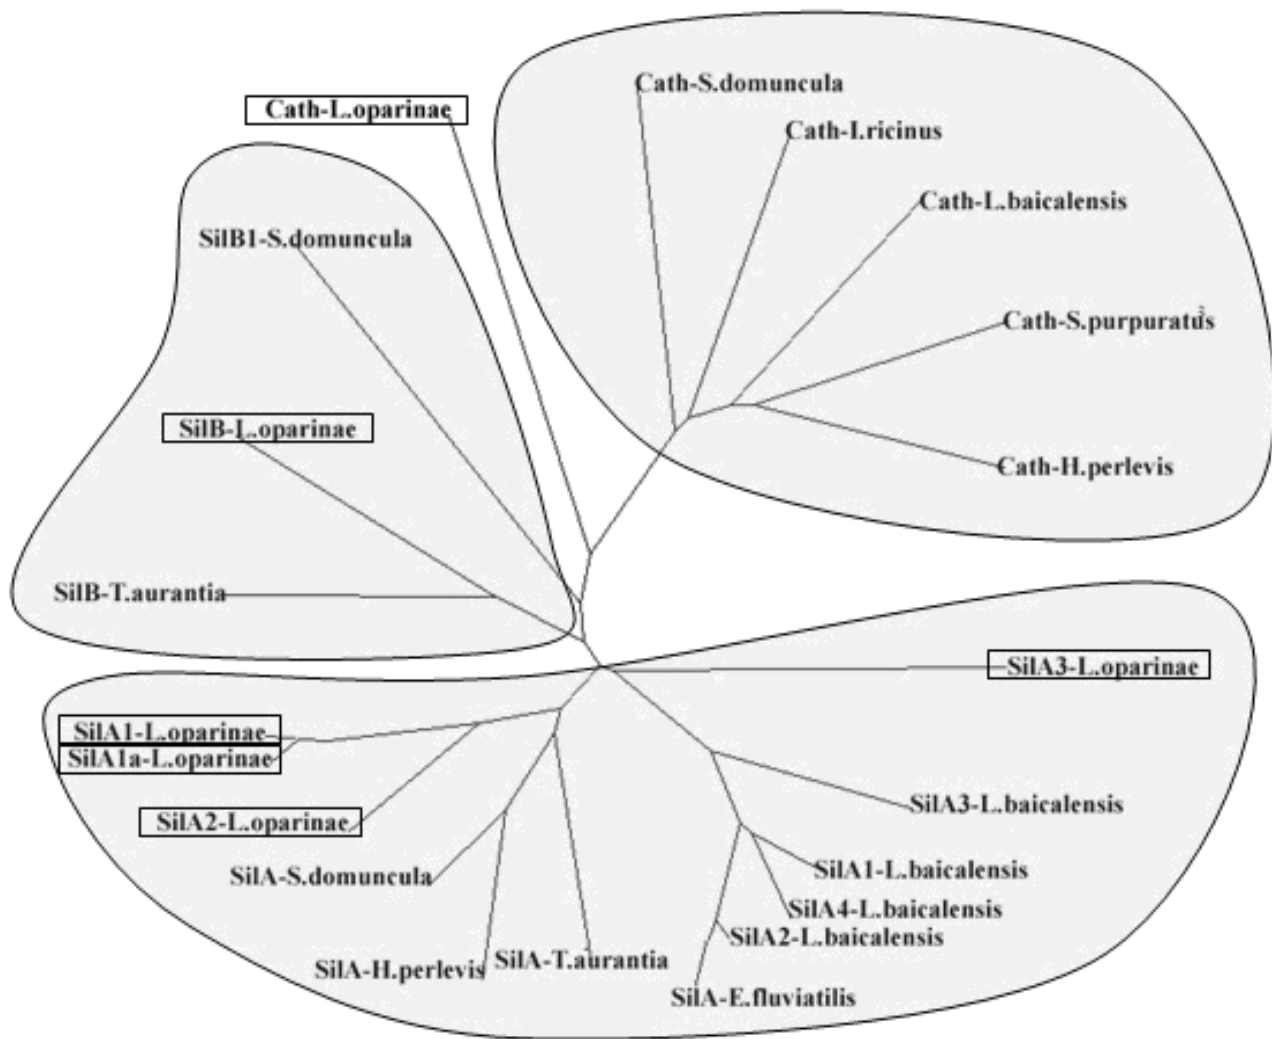 Cath-S.domuncula
Cath-L.oparinae
Cath-I.ricinus
Cath-L.baicalensis
SilB1-S.domuncula
Cath-S.purpuratus
SilB-L.oparinae
Cath-H.perlevis
SilB-T.aurantia
SilA3-L.oparinae
SilA1-L.oparinae
SilA1a-L.oparinae
SilA3-L.baicalensis
SilA2-L.oparinae
SilA-S.domuncula
SilA1-L.baicalensis
SilA4-L.baicalensis
SilA2-L.baicalensis
SilA-T.aurantia
SilA-H.perlevis
SilA-E.fluviatilis